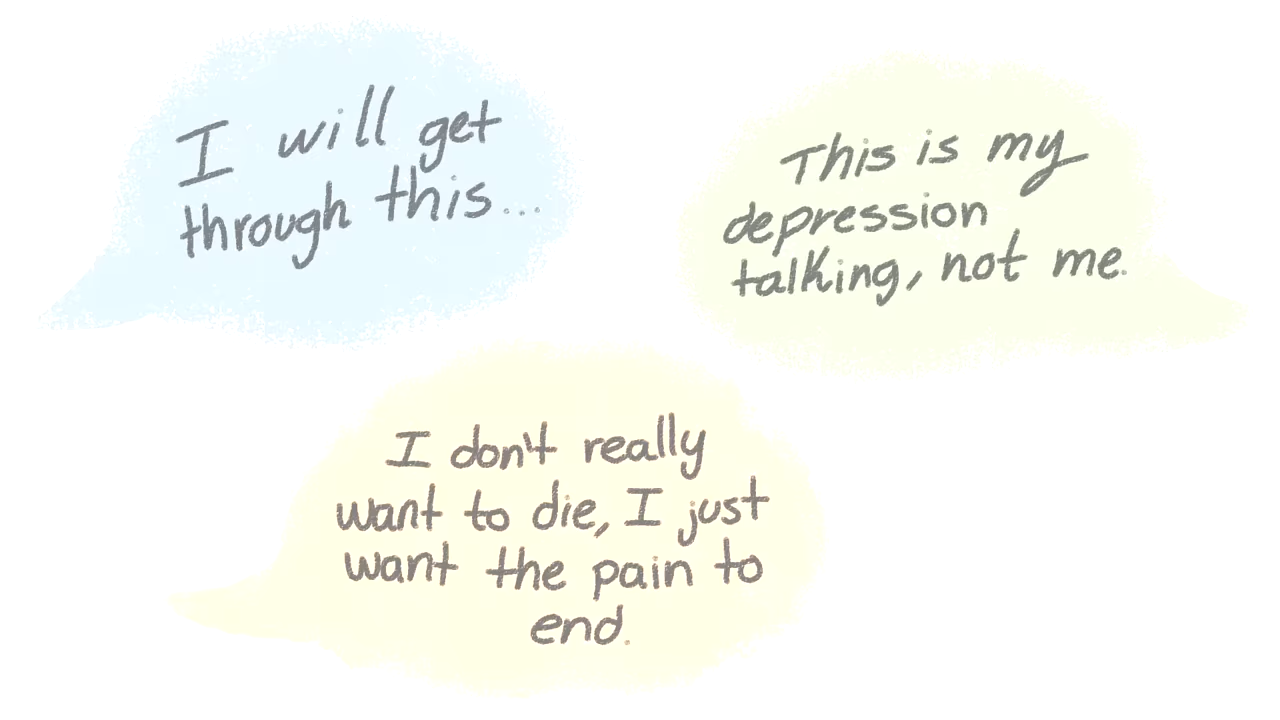 I will get
through this...
This is my
depression
talking, not me.
I don't really
want to die, I just
want the pain to
end.